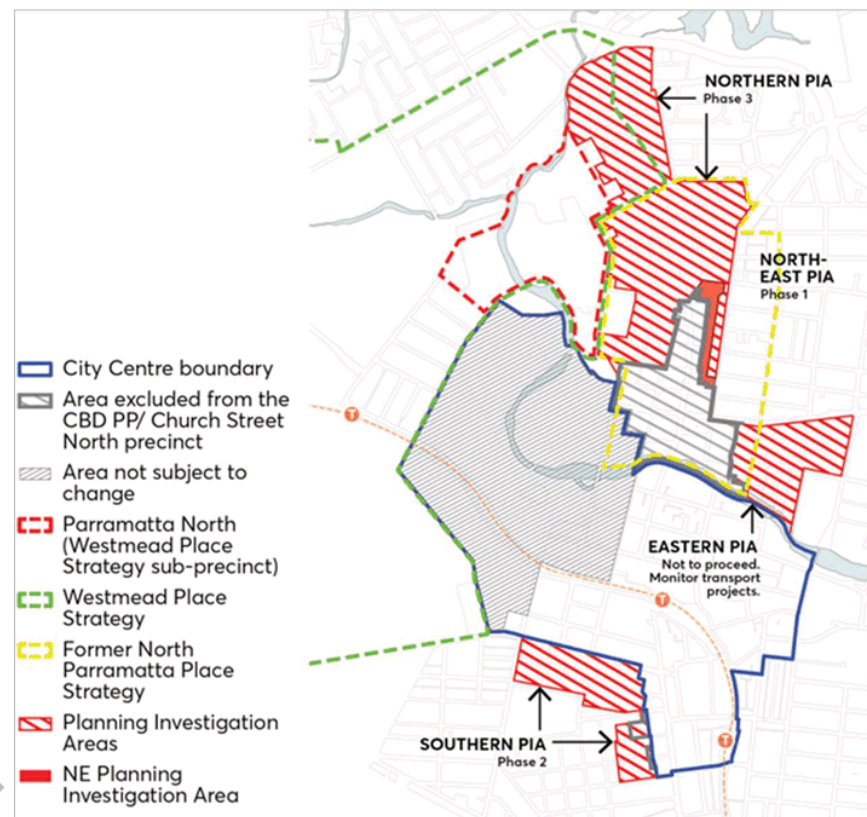 NORTHERN PIA
Phase 3
NORTH-
EAST PIA
Phase 1
EASTERN PIA
Not to proceed.
Monitor transport
projects.
SOUTHERN PIA
Phase 2
T
T
T
City Centre boundary
Area excluded from the
CBD PP/ Church Street
North precinct
Area not subject to
change
Parramatta North
(Westmead Place
Strategy sub-precinct)
Westmead Place
Strategy
Former North
Parramatta Place
Strategy
Planning Investigation
Areas
NE Planning
Investigation Area